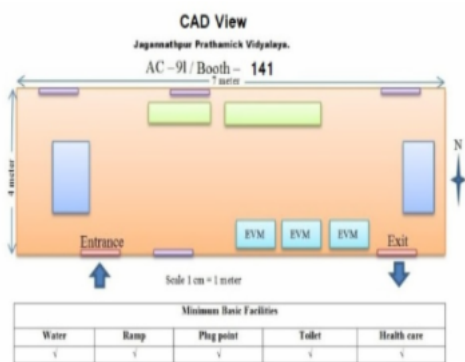 CAD View
Jagannathpur Prathamick Vidyalaya.
AC - 91 / Booth - 141
7 meter
4 meter
N
EVM EVM EVM
Entrance Exit
Scale 1 cm = 1 meter
Minimum Basic Facilities
Water Ramp Plug point Toilet Health care
√ √ √ √ √